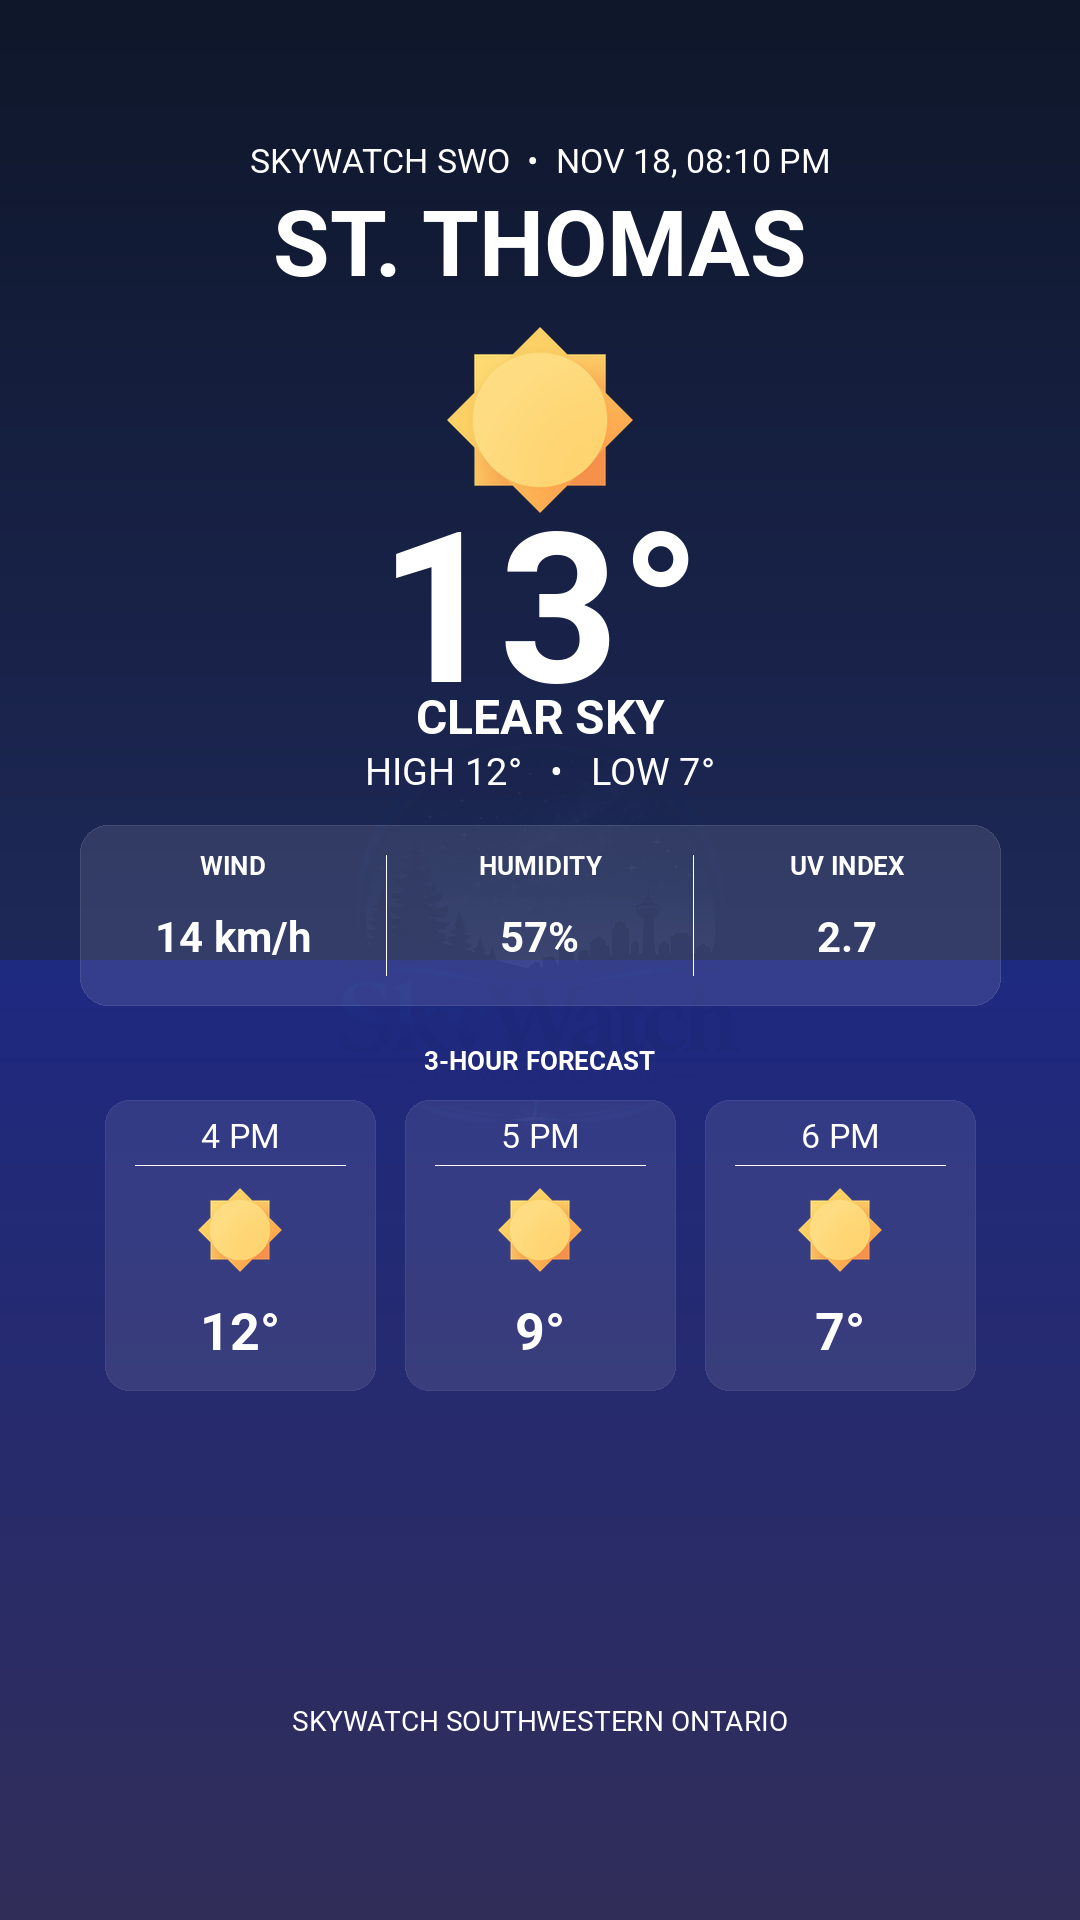 SKYWATCH SWO • NOV 18, 08:10 PM
ST. THOMAS
13°
CLEAR SKY
HIGH 12° • LOW 7°
WIND HUMIDITY UV INDEX
14 km/h 57% 2.7
SkyWatch
3-HOUR FORECAST
4 PM 5 PM 6 PM
12° 9° 7°
SKYWATCH SOUTHWESTERN ONTARIO